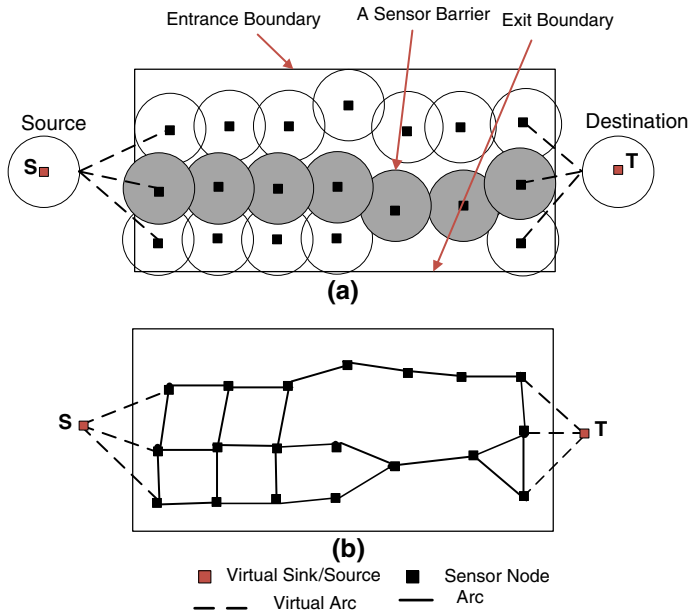 Entrance Boundary
A Sensor Barrier
Exit Boundary
Source
Destination
S
T
(a)
S
T
(b)
Virtual Sink/Source
Sensor Node
Virtual Arc
Arc